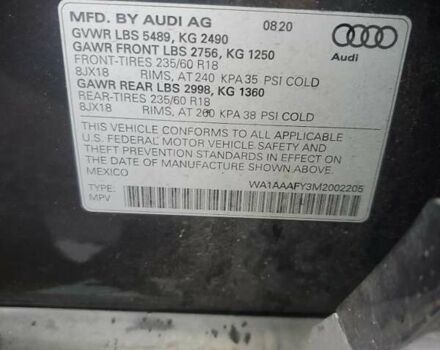 MFD. BY AUDI AG 0820
GVWR LBS 5489, KG 2490
GAWR FRONT LBS 2756, KG 1250
FRONT-TIRES 235/60 R18
8JX18 RIMS, AT 240 KPA 35 PSI COLD
GAWR REAR LBS 2998, KG 1360
REAR-TIRES 235/60 R18
8JX18 RIMS, AT 260 KPA 38 PSI COLD
Audi
THIS VEHICLE CONFORMS TO ALL APPLICABLE
U.S. FEDERAL MOTOR VEHICLE SAFETY AND
THEFT PREVENTION STANDARDS IN EFFECT ON
THE DATE OF MANUFACTURE SHOWN ABOVE.
MEXICO
TYPE: WA1AAAFY3M2002205
MPV